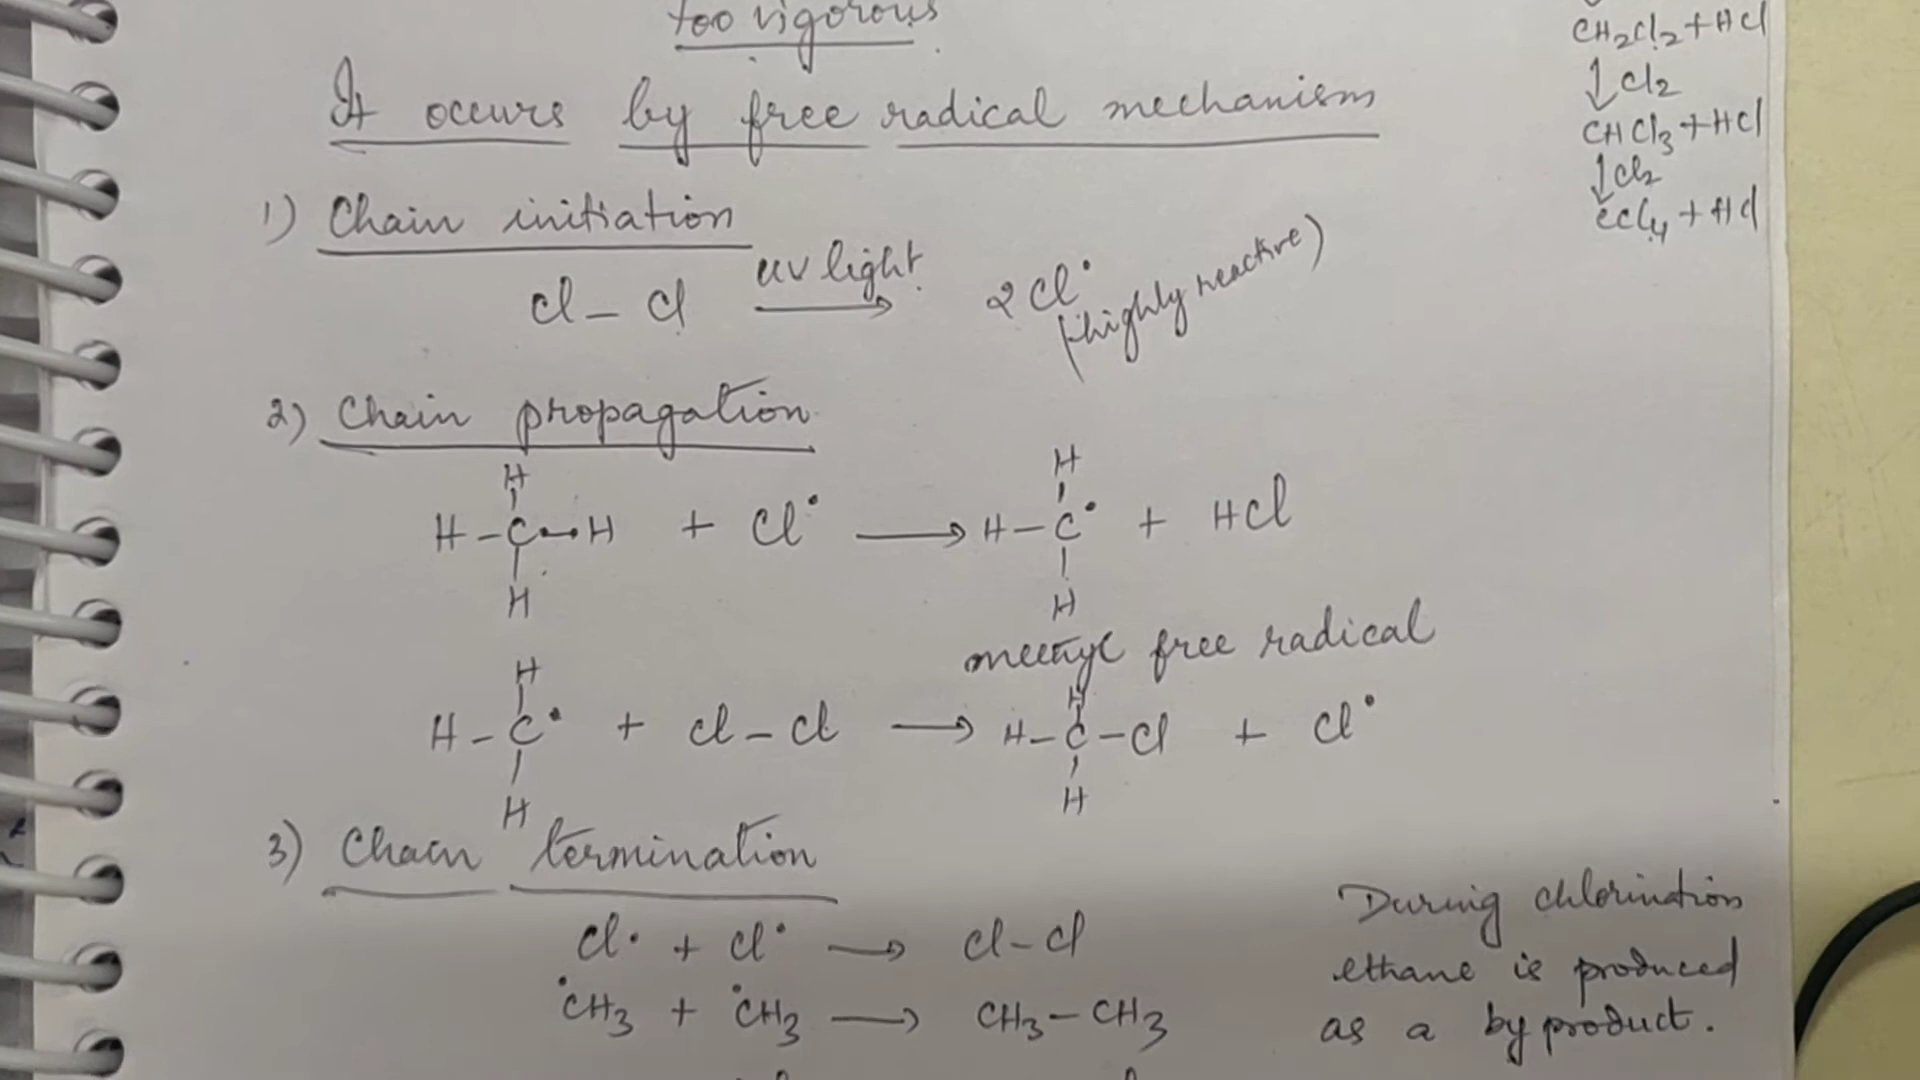 too vigorous.
It occurs by free radical mechanism
1) Chain initiation
Cl – Cl uv light → 2Cl• (highly reactive)
2) Chain propagation
H
H–C–H + Cl• → H–C• + HCl
H
H
H
methyl free radical
H
H
H–C• + Cl–Cl → H–C–Cl + Cl•
H
H
3) Chain termination
Cl• + Cl• → Cl–Cl
•CH3 + •CH3 → CH3–CH3
CH2Cl2 + HCl
↓ Cl2
CHCl3 + HCl
↓ Cl2
CCl4 + HCl
During chlorination
ethane is produced
as a by product.